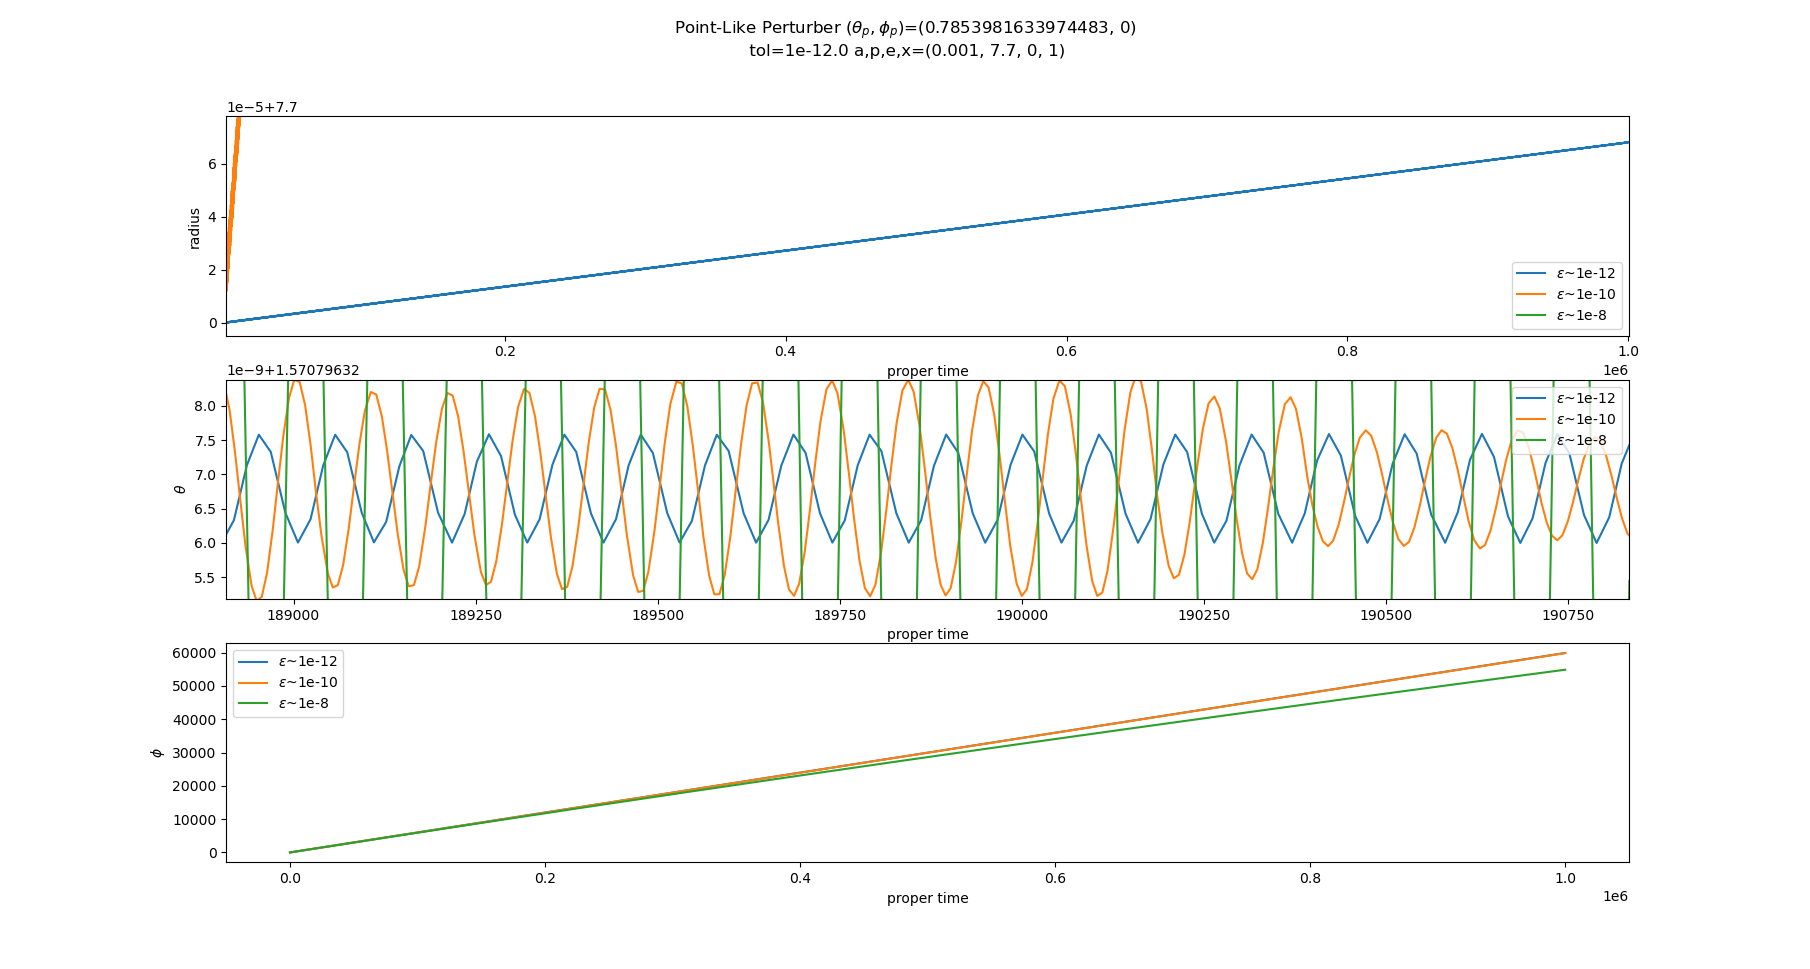 Point-Like Perturber (θp, ϕp)=(0.7853981633974483, 0)
tol=1e-12.0 a,p,e,x=(0.001, 7.7, 0, 1)
1e−5+7.7
6
4
2
0
radius
0.2
0.4
0.6
0.8
1.0
proper time
1e6
ε~1e-12
ε~1e-10
ε~1e-8
1e−9+1.57079632
8.0
7.5
7.0
6.5
6.0
5.5
θ
189000
189250
189500
189750
190000
190250
190500
190750
proper time
ε~1e-12
ε~1e-10
ε~1e-8
60000
50000
40000
30000
20000
10000
0
ϕ
ε~1e-12
ε~1e-10
ε~1e-8
0.0
0.2
0.4
0.6
0.8
1.0
proper time
1e6